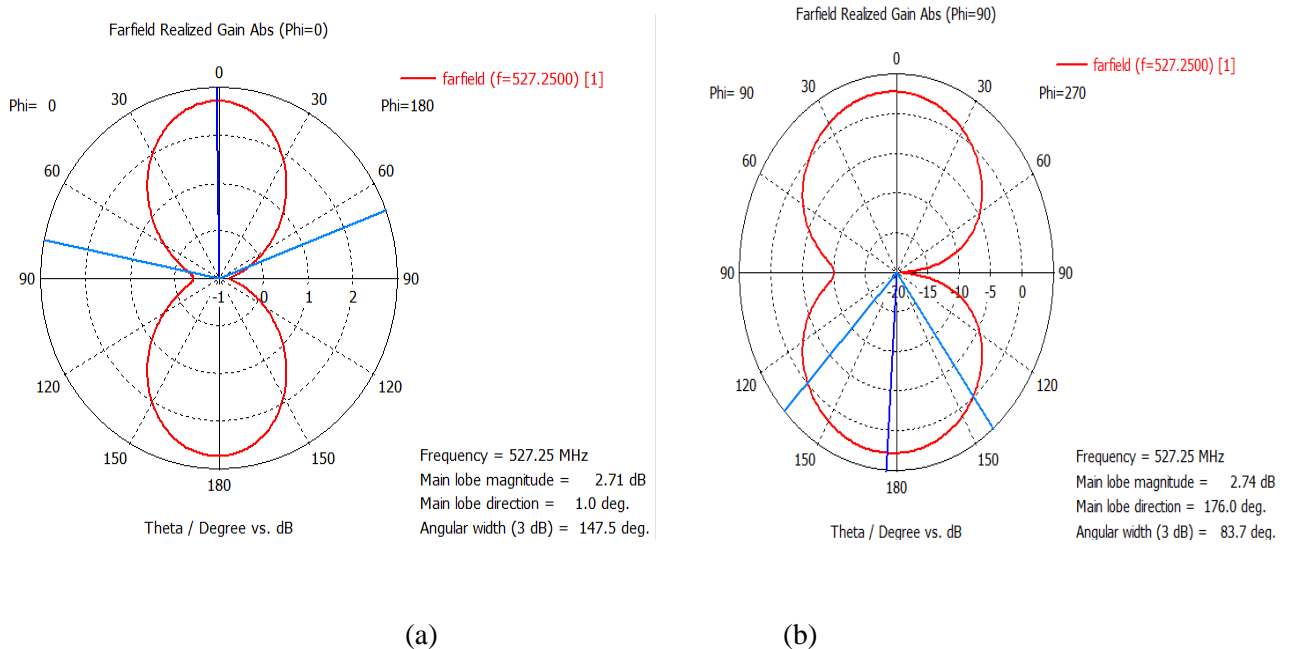 Farfield Realized Gain Abs (Phi=0)
farfield (f=527.2500) [1]
Phi= 0
Phi=180
0
30
30
60
60
90
90
-1 0 1 2
120
120
150
150
180
Frequency = 527.25 MHz
Main lobe magnitude = 2.71 dB
Main lobe direction = 1.0 deg.
Angular width (3 dB) = 147.5 deg.
Theta / Degree vs. dB
(a)
Farfield Realized Gain Abs (Phi=90)
farfield (f=527.2500) [1]
Phi= 90
Phi=270
0
30
30
60
60
90
90
-20 -15 -10 -5 0
120
120
150
150
180
Frequency = 527.25 MHz
Main lobe magnitude = 2.74 dB
Main lobe direction = 176.0 deg.
Angular width (3 dB) = 83.7 deg.
Theta / Degree vs. dB
(b)